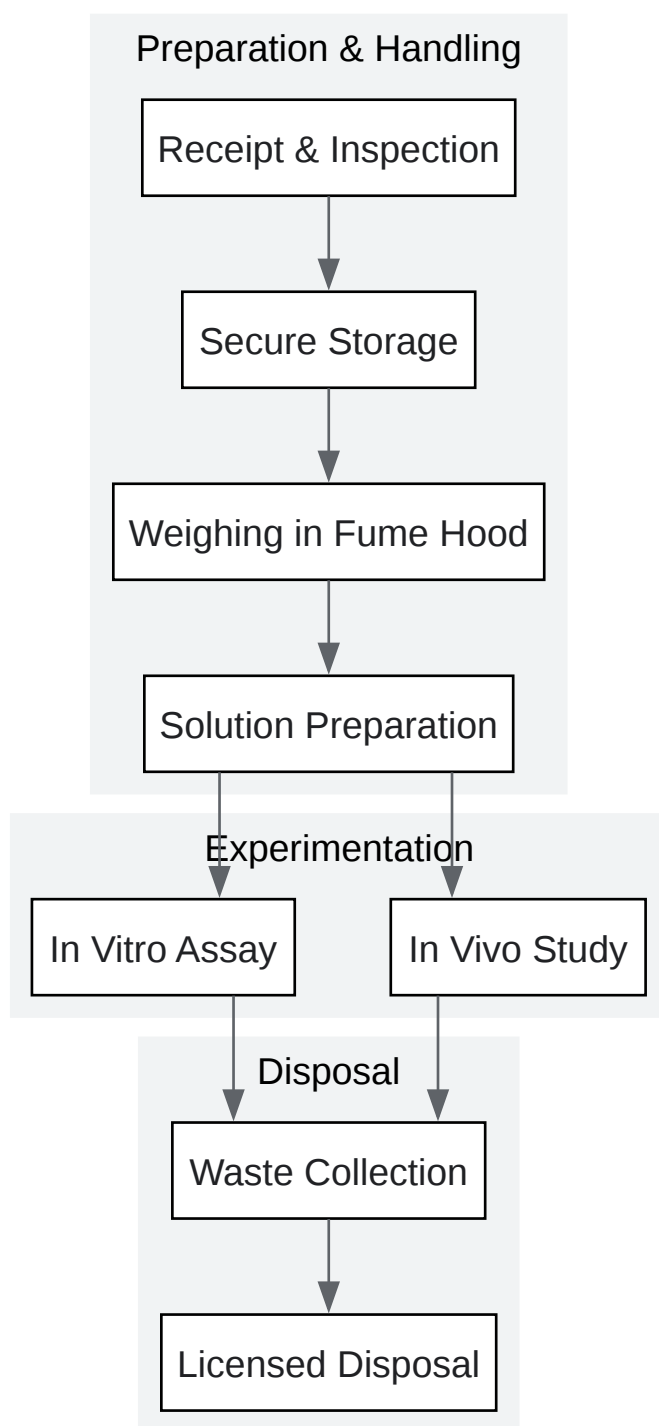 Preparation & Handling
Receipt & Inspection
Secure Storage
Weighing in Fume Hood
Solution Preparation
Experimentation
In Vitro Assay
In Vivo Study
Disposal
Waste Collection
Licensed Disposal